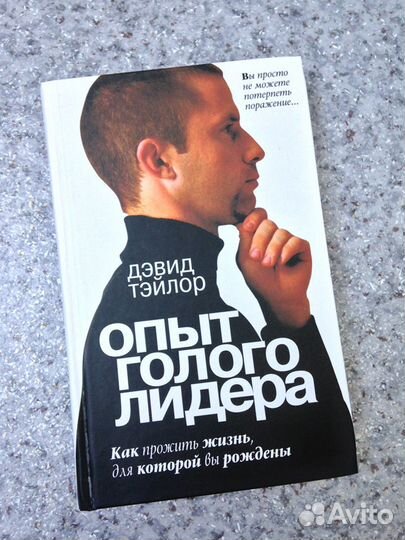 Вы просто
не можете
потерпеть
поражение...
дэвид
тэйлор
опыт
голого
лидера
Как прожить жизнь,
для которой вы рождены
Avito